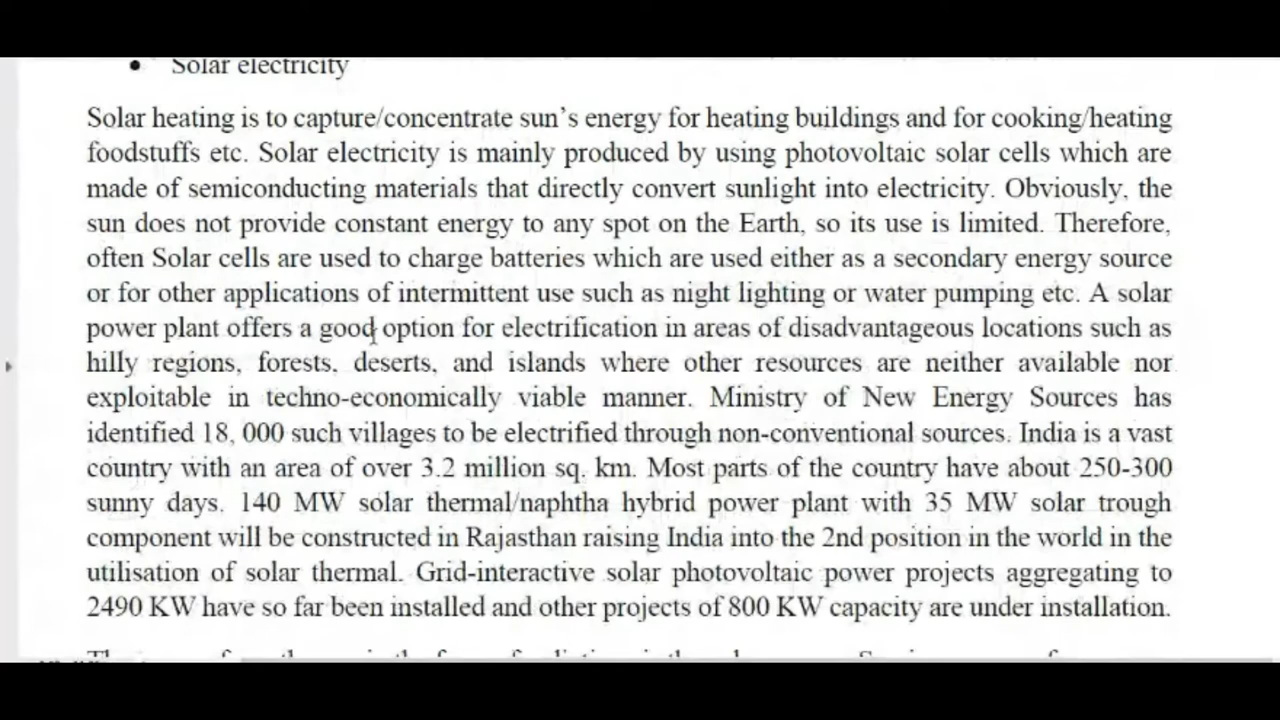 • Solar electricity
Solar heating is to capture/concentrate sun's energy for heating buildings and for cooking/heating
foodstuffs etc. Solar electricity is mainly produced by using photovoltaic solar cells which are
made of semiconducting materials that directly convert sunlight into electricity. Obviously, the
sun does not provide constant energy to any spot on the Earth, so its use is limited. Therefore,
often Solar cells are used to charge batteries which are used either as a secondary energy source
or for other applications of intermittent use such as night lighting or water pumping etc. A solar
power plant offers a good option for electrification in areas of disadvantageous locations such as
hilly regions, forests, deserts, and islands where other resources are neither available nor
exploitable in techno-economically viable manner. Ministry of New Energy Sources has
identified 18, 000 such villages to be electrified through non-conventional sources. India is a vast
country with an area of over 3.2 million sq. km. Most parts of the country have about 250-300
sunny days. 140 MW solar thermal/naphtha hybrid power plant with 35 MW solar trough
component will be constructed in Rajasthan raising India into the 2nd position in the world in the
utilisation of solar thermal. Grid-interactive solar photovoltaic power projects aggregating to
2490 KW have so far been installed and other projects of 800 KW capacity are under installation.